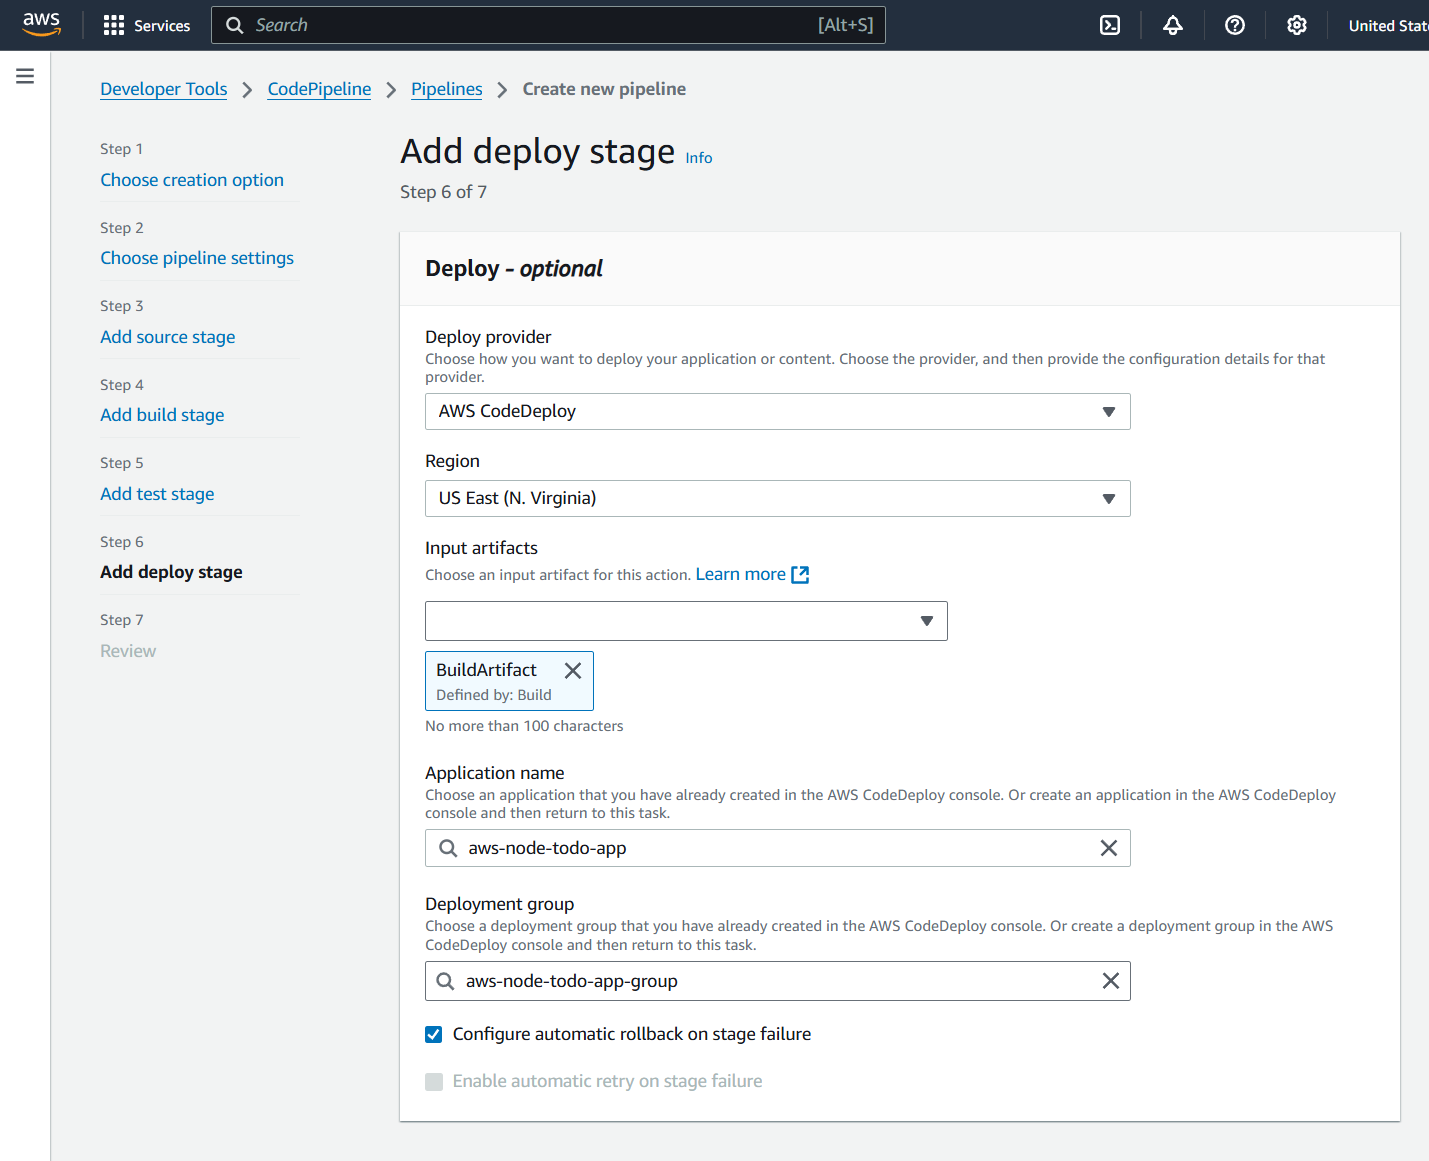 aws
Services
Search
[Alt+S]
United Stat
Developer Tools > CodePipeline > Pipelines > Create new pipeline
Step 1
Choose creation option
Step 2
Choose pipeline settings
Step 3
Add source stage
Step 4
Add build stage
Step 5
Add test stage
Step 6
Add deploy stage
Step 7
Review
Add deploy stage Info
Step 6 of 7
Deploy - optional
Deploy provider
Choose how you want to deploy your application or content. Choose the provider, and then provide the configuration details for that
provider.
AWS CodeDeploy
Region
US East (N. Virginia)
Input artifacts
Choose an input artifact for this action. Learn more
BuildArtifact
Defined by: Build
No more than 100 characters
Application name
Choose an application that you have already created in the AWS CodeDeploy console. Or create an application in the AWS CodeDeploy
console and then return to this task.
aws-node-todo-app
Deployment group
Choose a deployment group that you have already created in the AWS CodeDeploy console. Or create a deployment group in the AWS
CodeDeploy console and then return to this task.
aws-node-todo-app-group
Configure automatic rollback on stage failure
Enable automatic retry on stage failure